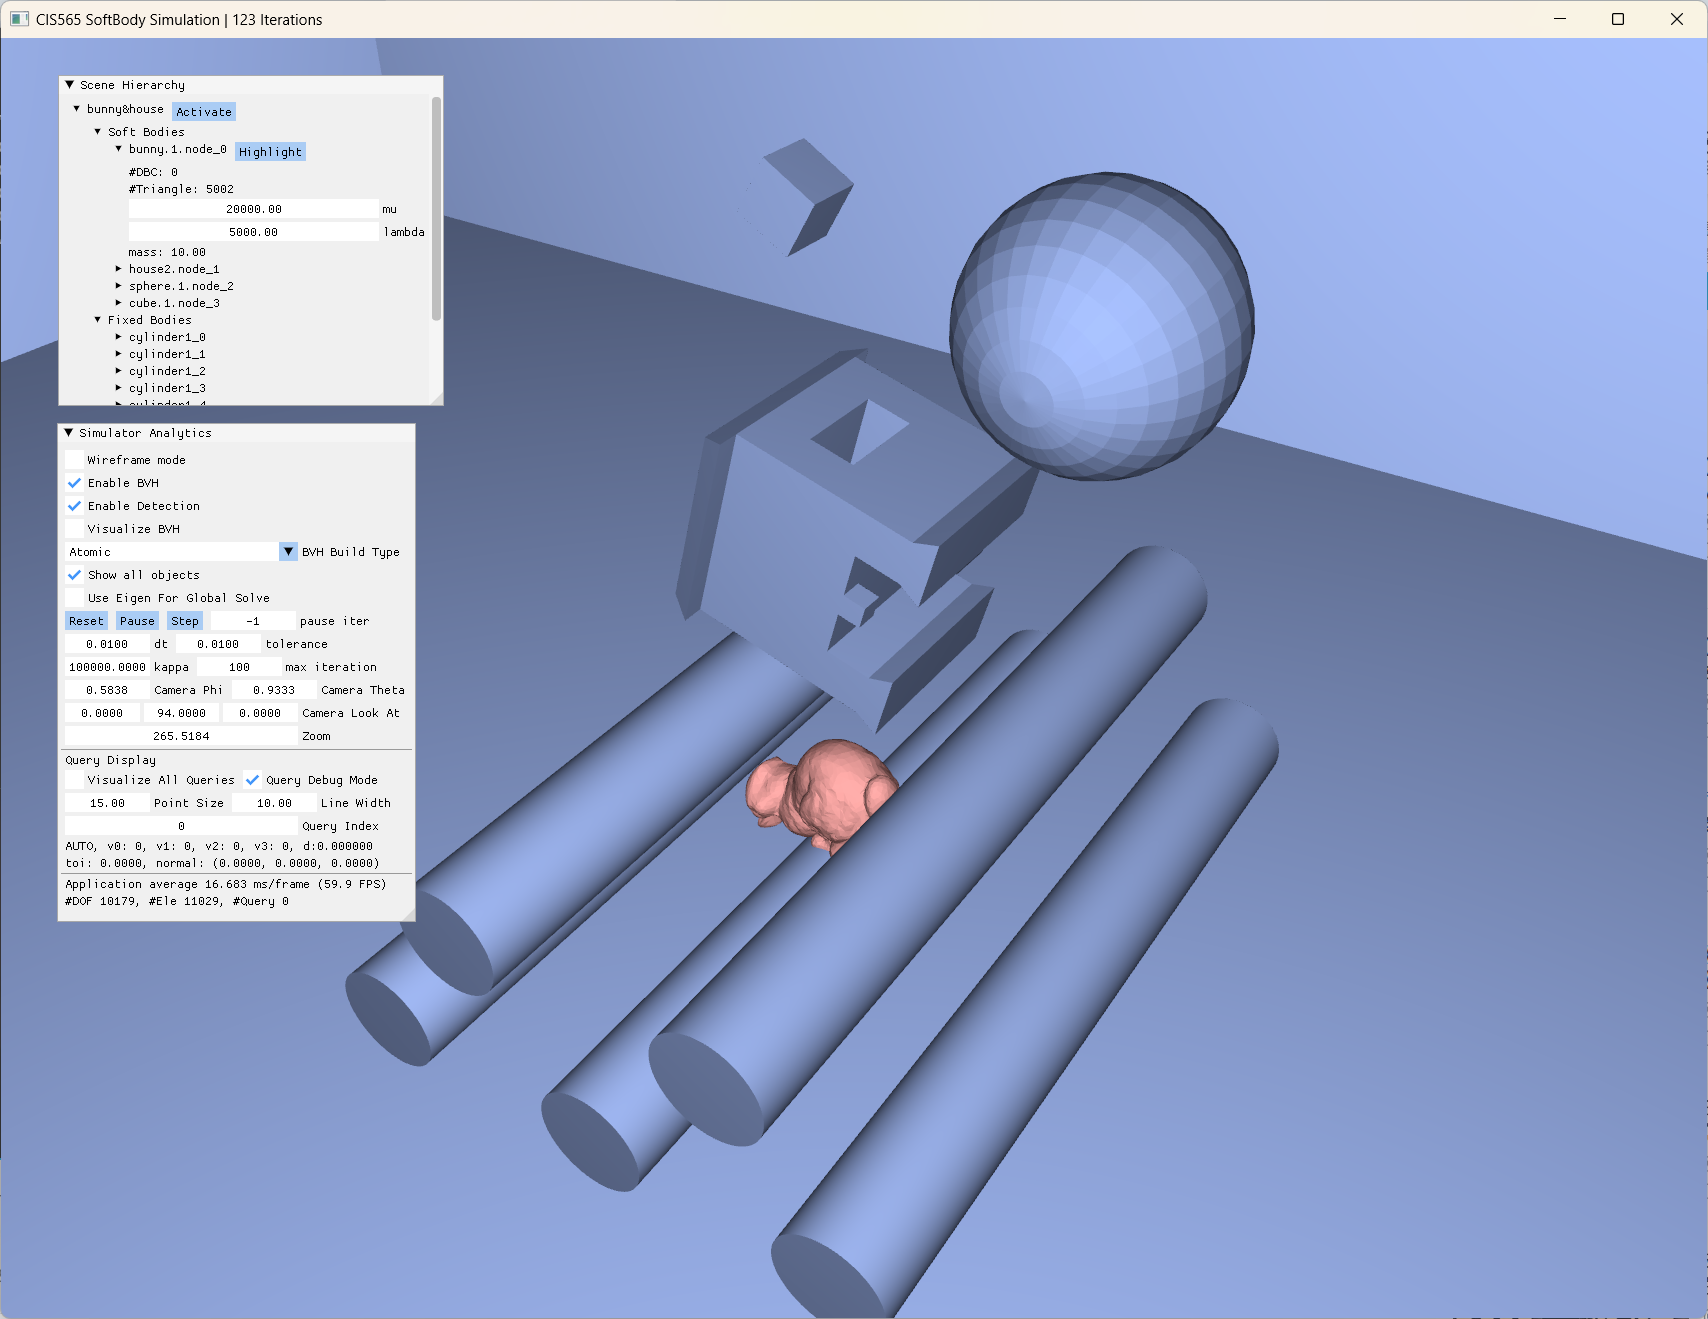 CIS565 SoftBody Simulation | 123 Iterations
Scene Hierarchy
bunny&house Activate
Soft Bodies
bunny.1.node_0 Highlight
#DBC: 0
#Triangle: 5002
20000.00 mu
5000.00 lambda
mass: 10.00
house2.node_1
sphere.1.node_2
cube.1.node_3
Fixed Bodies
cylinder1_0
cylinder1_1
cylinder1_2
cylinder1_3
Simulator Analytics
Wireframe mode
Enable BVH
Enable Detection
Visualize BVH
Atomic BVH Build Type
Show all objects
Use Eigen For Global Solve
Reset Pause Step -1 pause iter
0.0100 dt 0.0100 tolerance
100000.0000 kappa 100 max iteration
0.5838 Camera Phi 0.9333 Camera Theta
0.0000 94.0000 0.0000 Camera Look At
265.5184 Zoom
Query Display
Visualize All Queries Query Debug Mode
15.00 Point Size 10.00 Line Width
0 Query Index
AUTO, v0: 0, v1: 0, v2: 0, v3: 0, d:0.000000
toi: 0.0000, normal: (0.0000, 0.0000, 0.0000)
Application average 16.683 ms/frame (59.9 FPS)
#DOF 10179, #Ele 11029, #Query 0